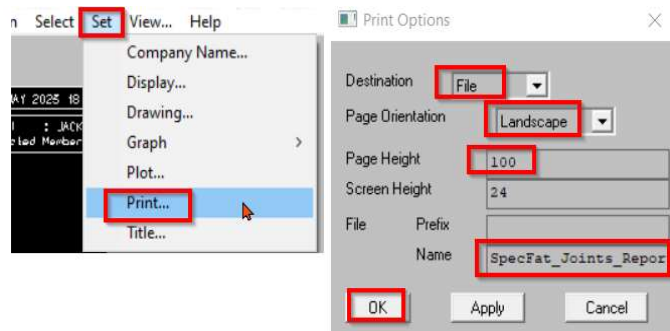 n Select Set View... Help
Company Name...
Display...
Drawing...
Graph >
Plot...
Print...
Title...
AY 2025 18
: JACK
cted Member
Print Options
Destination File
Page Orientation Landscape
Page Height 100
Screen Height 24
File Prefix
Name SpecFat_Joints_Repor
OK Apply Cancel